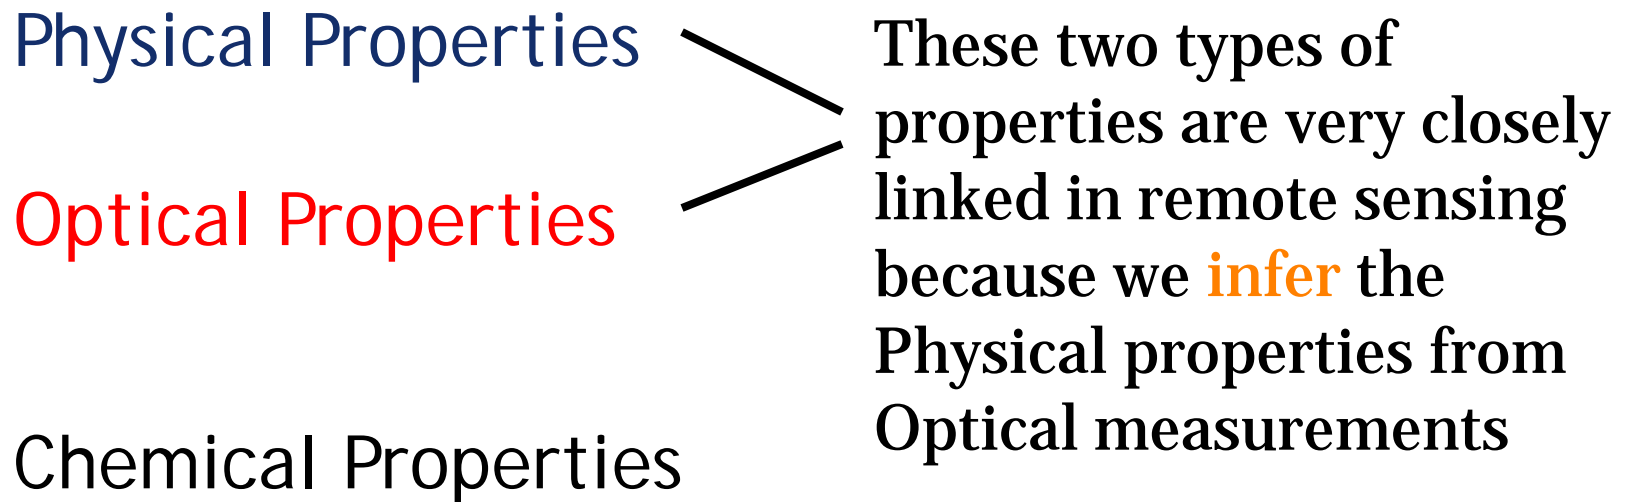 Physical Properties
Optical Properties
Chemical Properties
These two types of
properties are very closely
linked in remote sensing
because we infer the
Physical properties from
Optical measurements